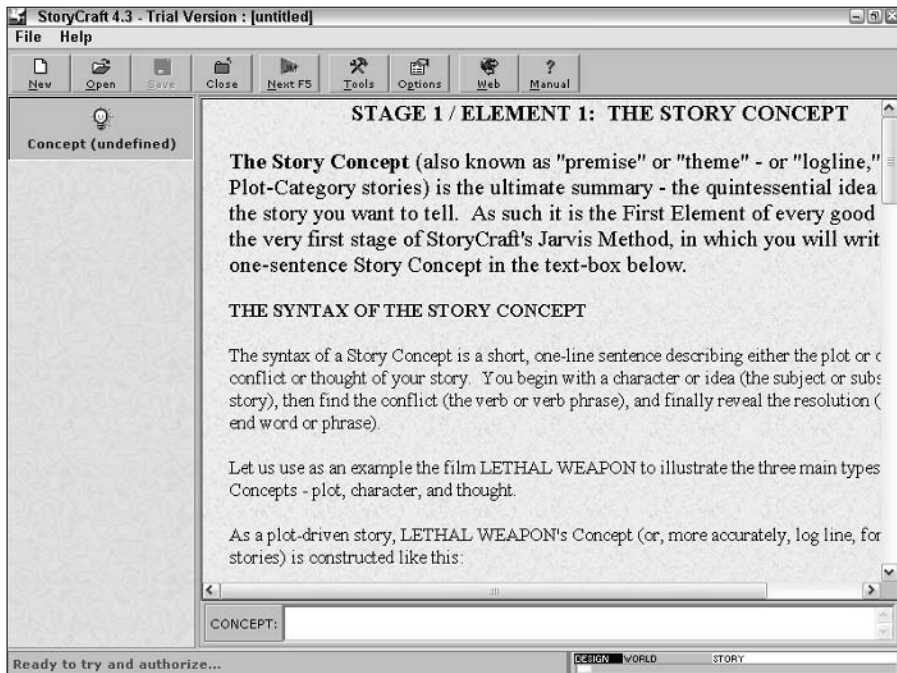 StoryCraft 4.3 - Trial Version : [untitled]
File Help
New Open Save Close Next F5 Tools Options Web Manual
Concept (undefined)
STAGE 1 / ELEMENT 1: THE STORY CONCEPT
The Story Concept (also known as "premise" or "theme" - or "logline,"
Plot-Category stories) is the ultimate summary - the quintessential idea
the story you want to tell. As such it is the First Element of every good
the very first stage of StoryCraft's Jarvis Method, in which you will writ
one-sentence Story Concept in the text-box below.
THE SYNTAX OF THE STORY CONCEPT
The syntax of a Story Concept is a short, one-line sentence describing either the plot or c
conflict or thought of your story. You begin with a character or idea (the subject or subs
story), then find the conflict (the verb or verb phrase), and finally reveal the resolution (
end word or phrase).
Let us use as an example the film LETHAL WEAPON to illustrate the three main types
Concepts - plot, character, and thought.
As a plot-driven story, LETHAL WEAPON's Concept (or, more accurately, log line, for
stories) is constructed like this:
CONCEPT:
Ready to try and authorize...
DESIGN WORLD STORY